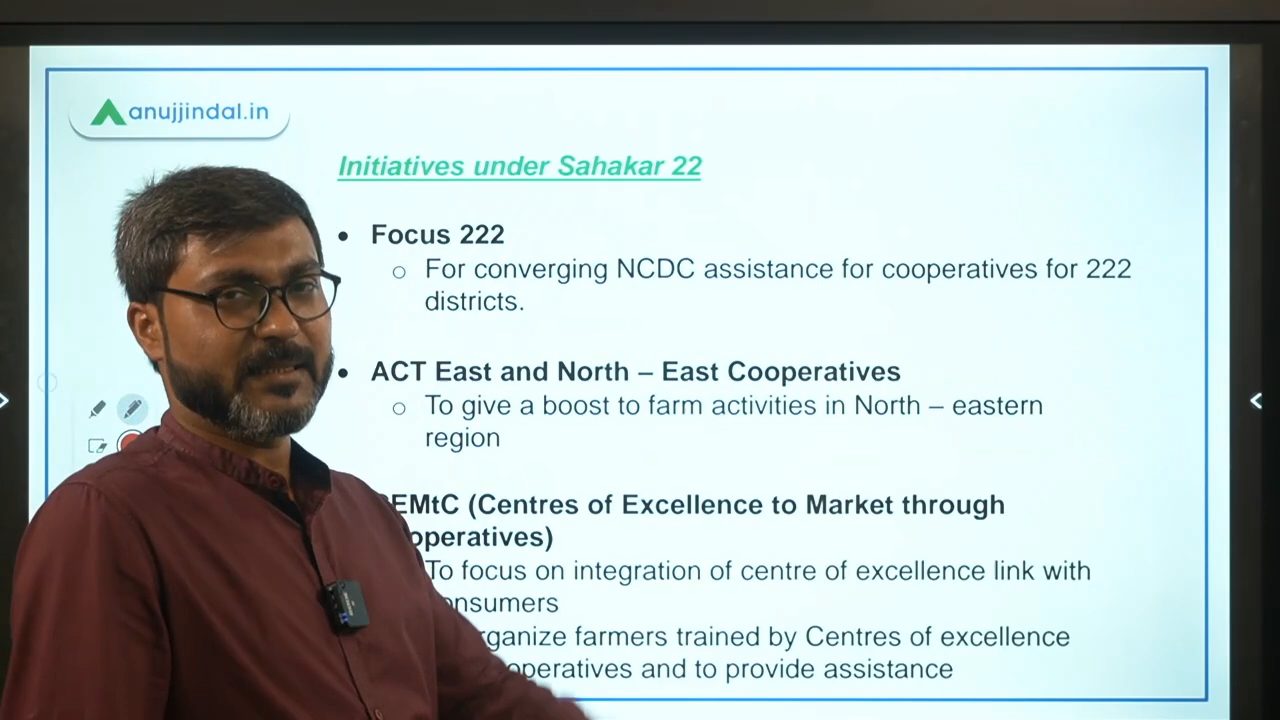 anujjindal.in
Initiatives under Sahakar 22
• Focus 222
○ For converging NCDC assistance for cooperatives for 222
districts.
• ACT East and North – East Cooperatives
○ To give a boost to farm activities in North – eastern
region
EMtC (Centres of Excellence to Market through
operatives)
To focus on integration of centre of excellence link with
onsumers
rganize farmers trained by Centres of excellence
operatives and to provide assistance